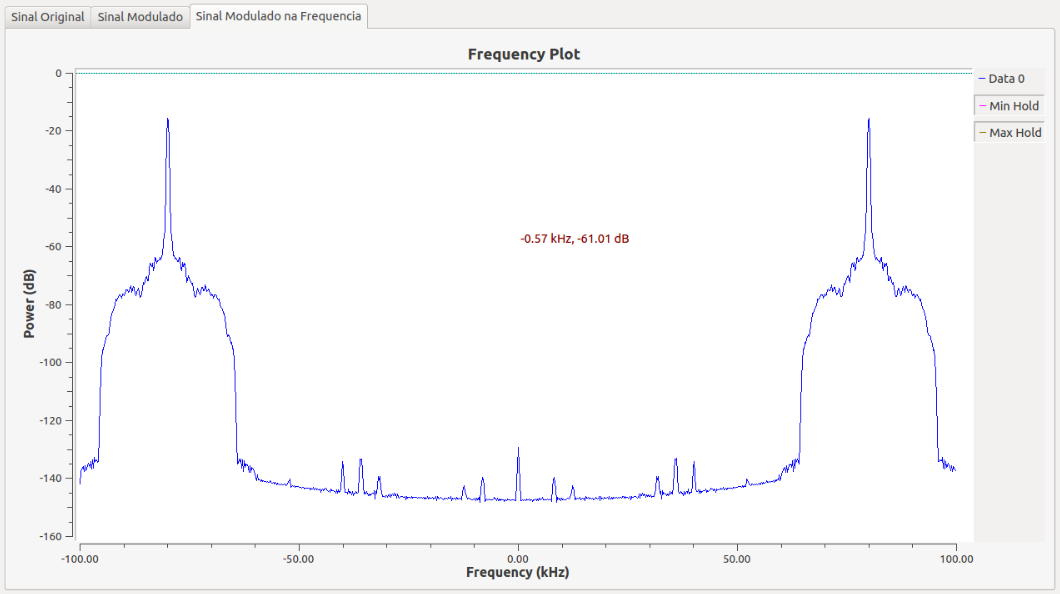 Sinal Original Sinal Modulado Sinal Modulado na Frequencia
Frequency Plot
Data 0
Min Hold
Max Hold
-0.57 kHz, -61.01 dB
Power (dB)
0
-20
-40
-60
-80
-100
-120
-140
-160
-100.00 -50.00 0.00 50.00 100.00
Frequency (kHz)